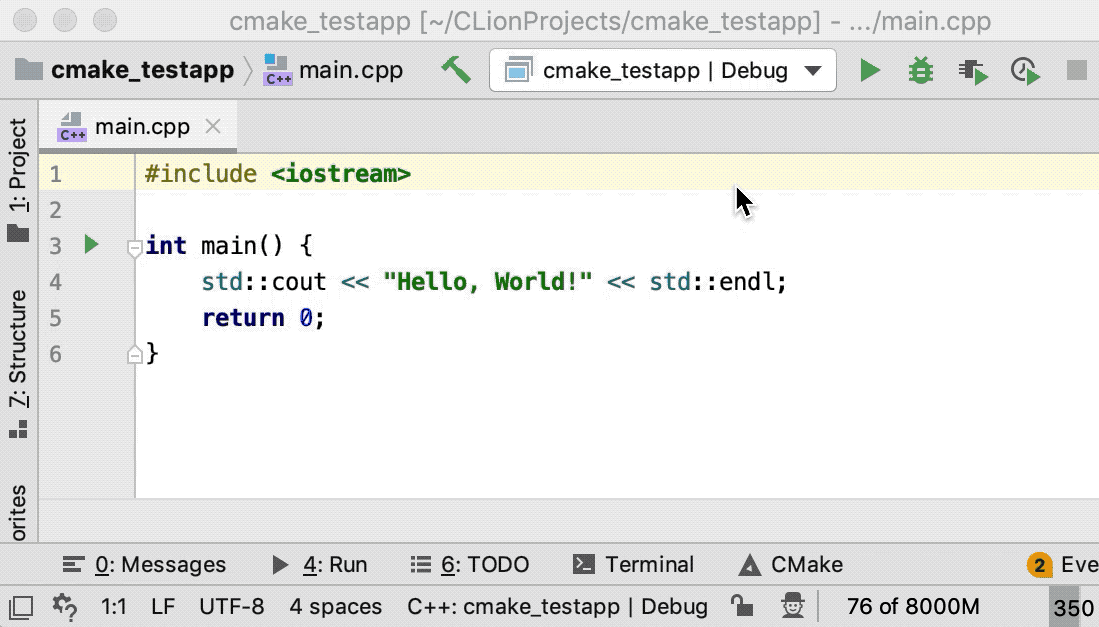 cmake_testapp [~/CLionProjects/cmake_testapp] - .../main.cpp
cmake_testapp main.cpp cmake_testapp | Debug
1: Project
Z: Structure
orites
C++ main.cpp
1 #include <iostream>
2
3 int main() {
4     std::cout << "Hello, World!" << std::endl;
5     return 0;
6 }
0: Messages 4: Run 6: TODO Terminal CMake 2 Eve
1:1 LF UTF-8 4 spaces C++: cmake_testapp | Debug 76 of 8000M 350